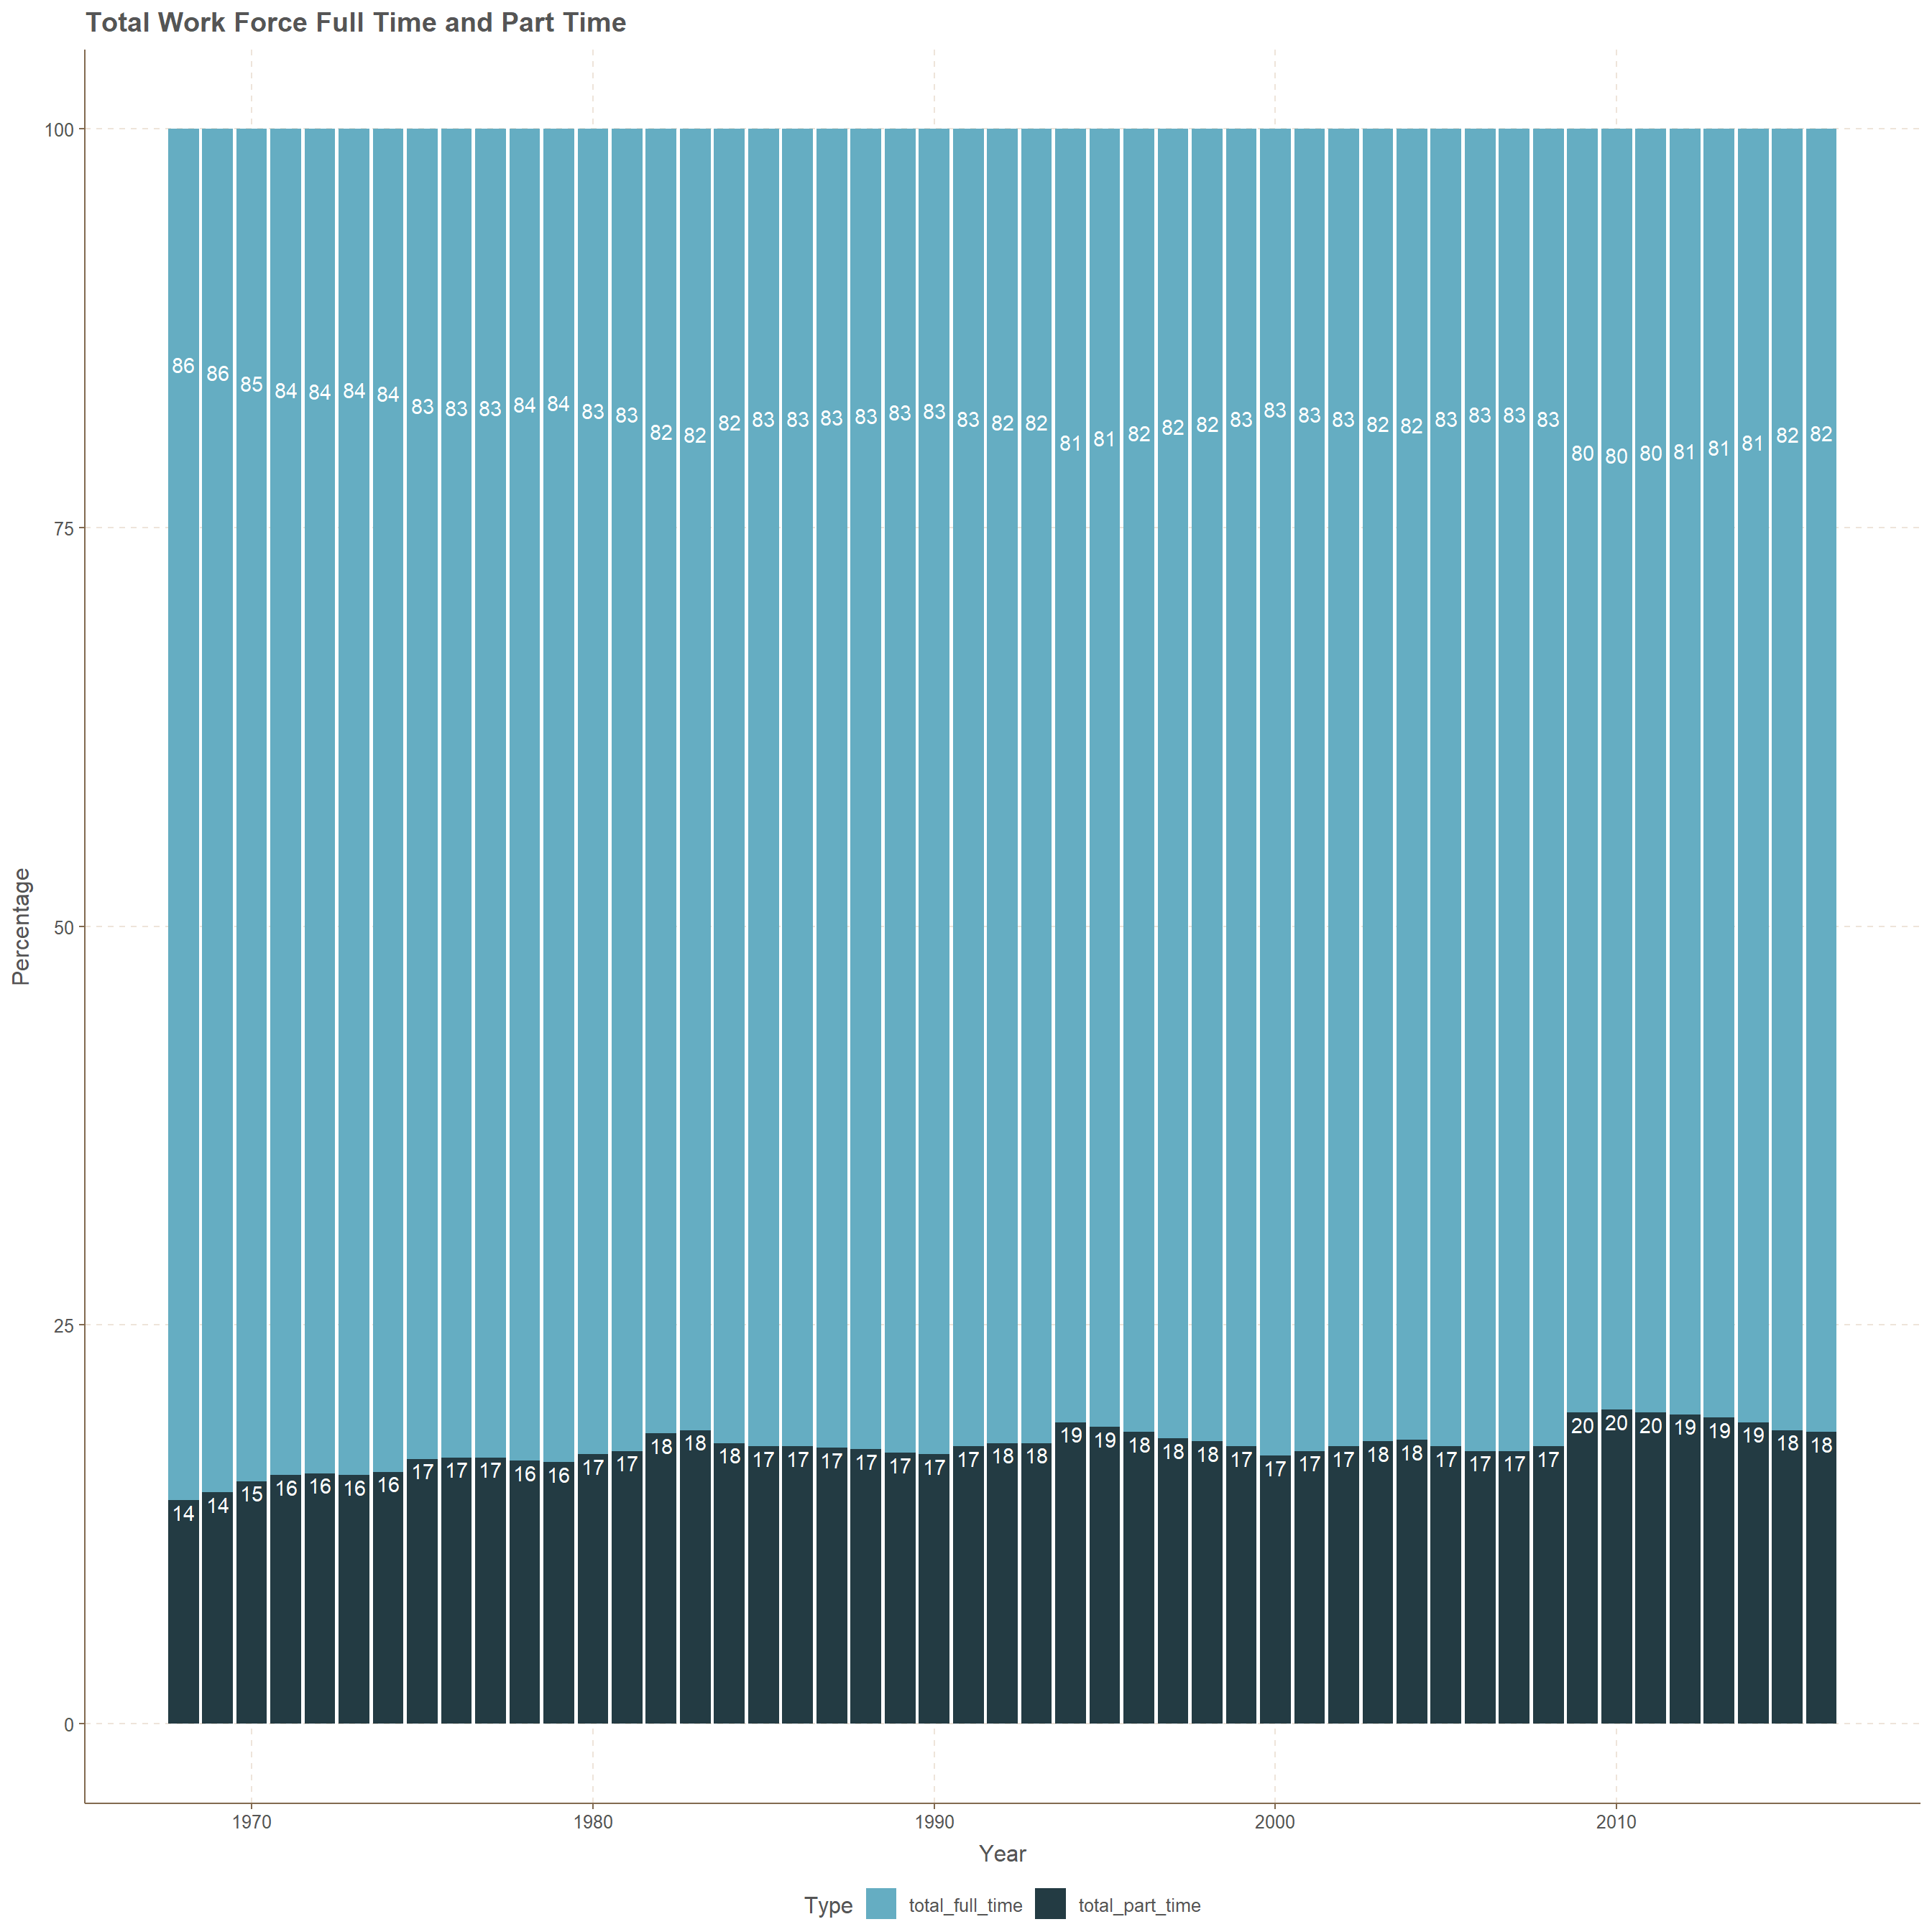 Total Work Force Full Time and Part Time
100
75
50
25
0
Percentage
86 86 85 84 84 84 84 83 83 83 84 84 83 83 82 82 82 83 83 83 83 83 83 83 82 82 81 81 82 82 82 83 83 83 83 82 82 83 83 83 83 80 80 80 81 81 81 82 82
14 14 15 16 16 16 16 17 17 17 16 16 17 17 18 18 18 17 17 17 17 17 17 17 18 18 19 19 18 18 18 17 17 17 17 18 18 17 17 17 17 20 20 20 19 19 19 18 18
1970 1980 1990 2000 2010
Year
Type total_full_time total_part_time